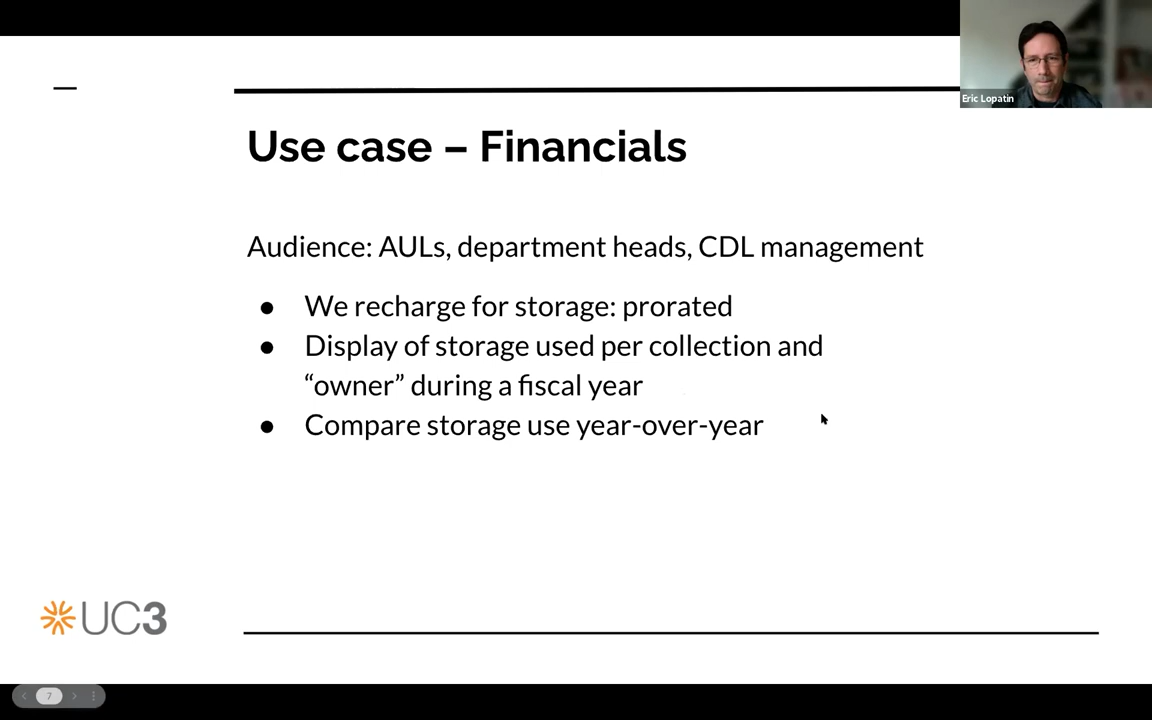 Eric Lopatin
Use case – Financials
Audience: AULs, department heads, CDL management
● We recharge for storage: prorated
● Display of storage used per collection and
“owner” during a fiscal year
● Compare storage use year-over-year
UC3
7